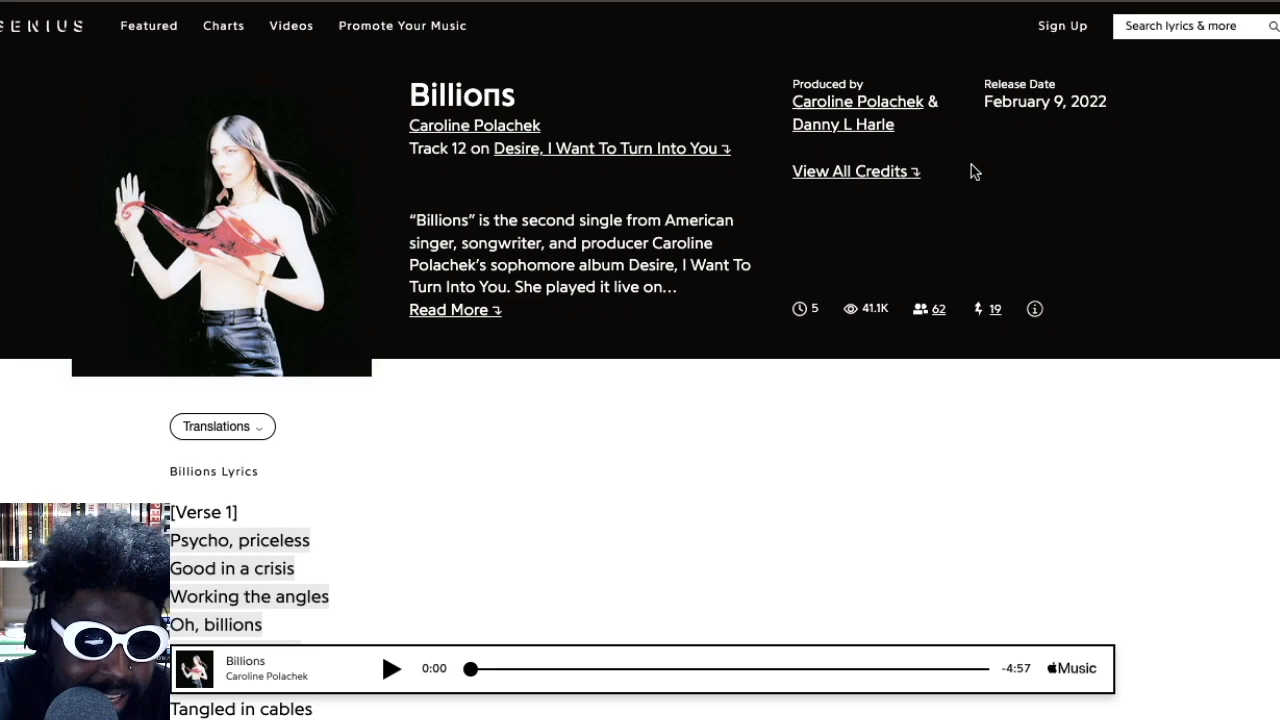 GENIUS
Featured
Charts
Videos
Promote Your Music
Sign Up
Search lyrics & more
Billions
Caroline Polachek
Track 12 on Desire, I Want To Turn Into You
“Billions” is the second single from American
singer, songwriter, and producer Caroline
Polachek’s sophomore album Desire, I Want To
Turn Into You. She played it live on…
Read More
Produced by
Caroline Polachek &
Danny L Harle
View All Credits
Release Date
February 9, 2022
5
41.1K
62
19
Translations
Billions Lyrics
[Verse 1]
Psycho, priceless
Good in a crisis
Working the angles
Oh, billions
Billions
Caroline Polachek
0:00
-4:57
Music
Tangled in cables